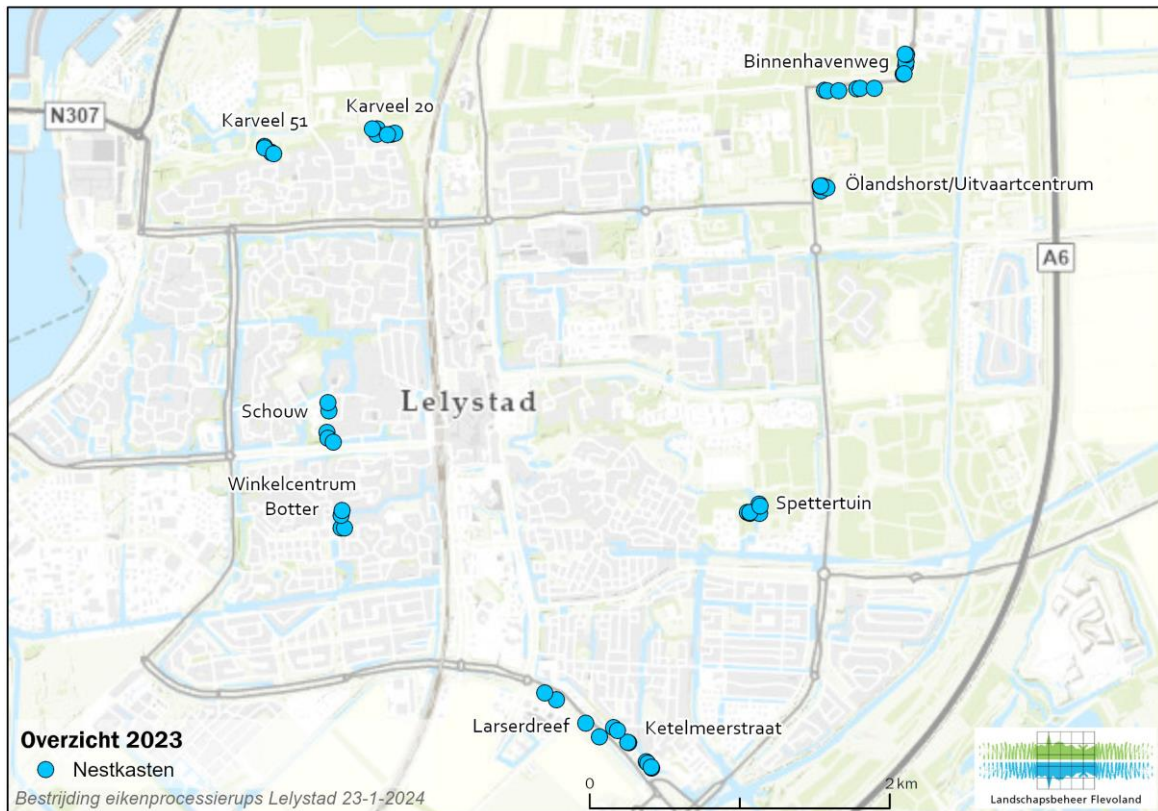 Binnenhavenweg
Karveel 20
N307
Karveel 51
Ölandshorst/Uitvaartcentrum
A6
Schouw
Lelystad
Winkelcentrum
Botter
Spettertuin
Larserdreef
Ketelmeerstraat
Overzicht 2023
Nestkasten
Bestrijding eikenprocessierups Lelystad 23-1-2024
0
2 km
Landschapsbeheer Flevoland